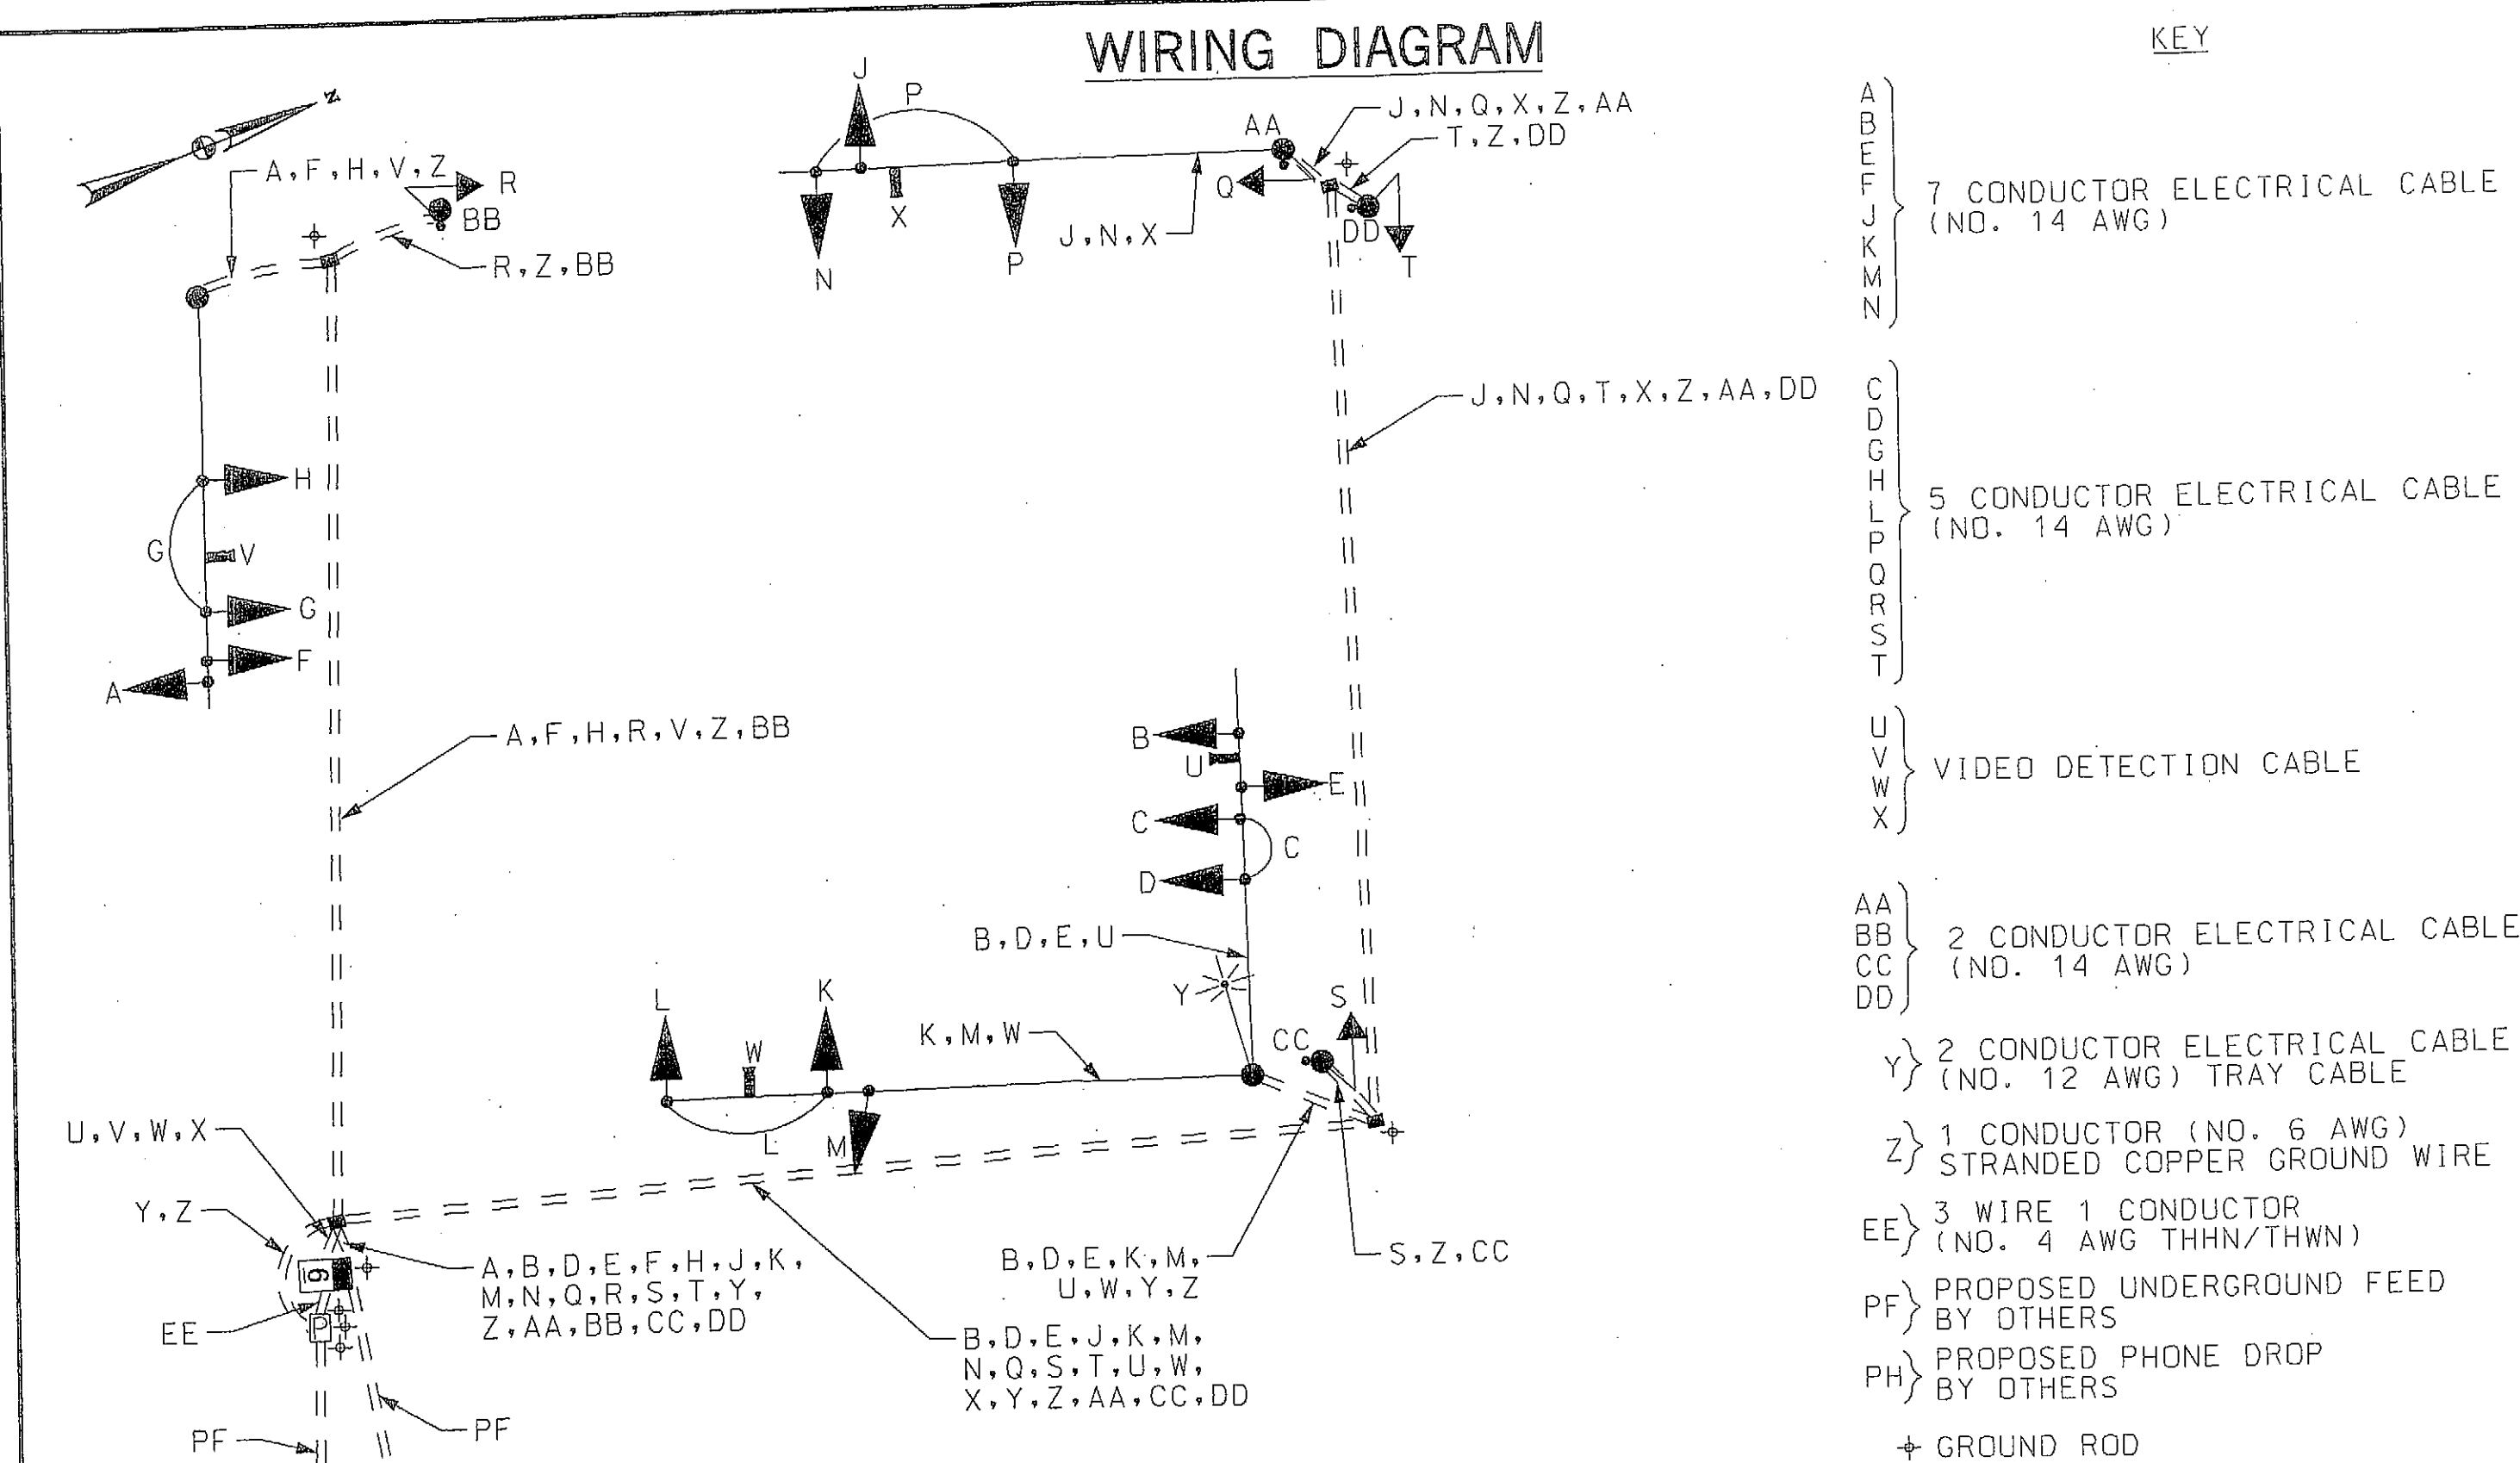 WIRING DIAGRAM
KEY
Z
A,F,H,V,Z
R
BB
R,Z,BB
J
P
N
X
P
J,N,X
AA
J,N,Q,X,Z,AA
T,Z,DD
Q
DD
T
J,N,Q,T,X,Z,AA,DD
H
G
V
G
F
A
A,F,H,R,V,Z,BB
B
U
E
C
C
D
B,D,E,U
Y
S
CC
L
W
K
K,M,W
L
M
U,V,W,X
Y,Z
6
P
EE
A,B,D,E,F,H,J,K,
M,N,Q,R,S,T,Y,
Z,AA,BB,CC,DD
B,D,E,K,M,
U,W,Y,Z
S,Z,CC
B,D,E,J,K,M,
N,Q,S,T,U,W,
X,Y,Z,AA,CC,DD
PF
PF
A
B
E
F
J
K
M
N
7 CONDUCTOR ELECTRICAL CABLE
(NO. 14 AWG)
C
D
G
H
L
P
Q
R
S
T
5 CONDUCTOR ELECTRICAL CABLE
(NO. 14 AWG)
U
V
W
X
VIDEO DETECTION CABLE
AA
BB
CC
DD
2 CONDUCTOR ELECTRICAL CABLE
(NO. 14 AWG)
Y} 2 CONDUCTOR ELECTRICAL CABLE
(NO. 12 AWG) TRAY CABLE
Z} 1 CONDUCTOR (NO. 6 AWG)
STRANDED COPPER GROUND WIRE
EE} 3 WIRE 1 CONDUCTOR
(NO. 4 AWG THHN/THWN)
PF} PROPOSED UNDERGROUND FEED
BY OTHERS
PH} PROPOSED PHONE DROP
BY OTHERS
GROUND ROD